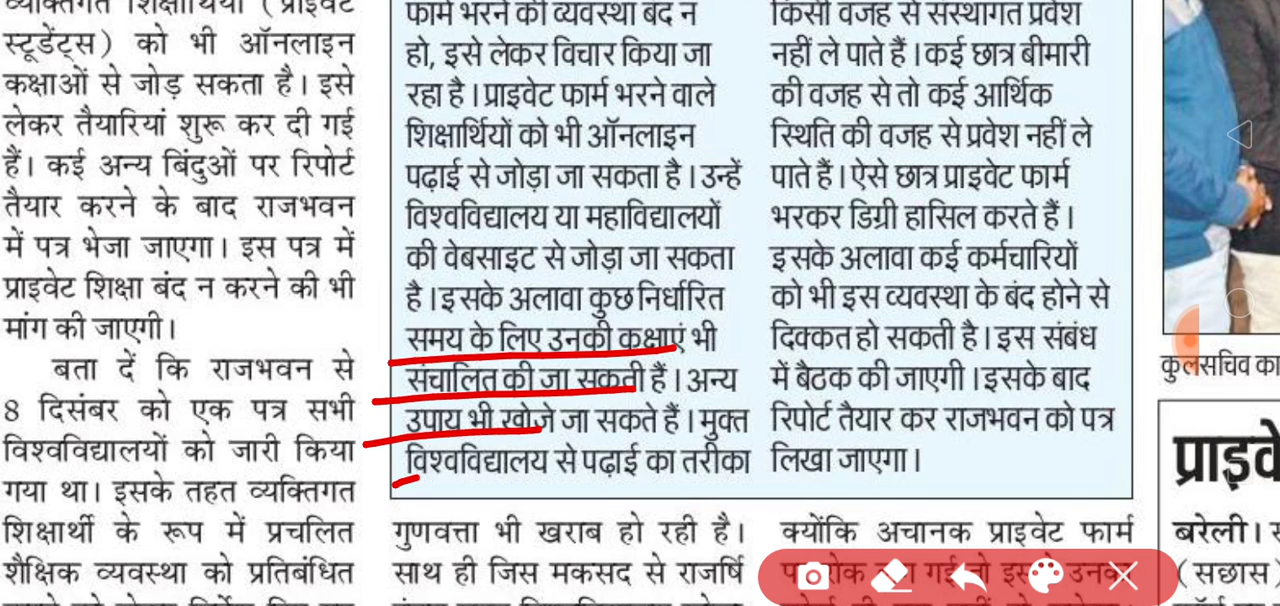 व्यक्तिगत शिक्षार्थियों (प्राइवेट
स्टूडेंट्स) को भी ऑनलाइन
कक्षाओं से जोड़ सकता है। इसे
लेकर तैयारियां शुरू कर दी गई
हैं। कई अन्य बिंदुओं पर रिपोर्ट
तैयार करने के बाद राजभवन
में पत्र भेजा जाएगा। इस पत्र में
प्राइवेट शिक्षा बंद न करने की भी
मांग की जाएगी।
बता दें कि राजभवन से
8 दिसंबर को एक पत्र सभी
विश्वविद्यालयों को जारी किया
गया था। इसके तहत व्यक्तिगत
शिक्षार्थी के रूप में प्रचलित
शैक्षिक व्यवस्था को प्रतिबंधित
फार्म भरने की व्यवस्था बंद न
हो, इसे लेकर विचार किया जा
रहा है। प्राइवेट फार्म भरने वाले
शिक्षार्थियों को भी ऑनलाइन
पढ़ाई से जोड़ा जा सकता है। उन्हें
विश्वविद्यालय या महाविद्यालयों
की वेबसाइट से जोड़ा जा सकता
है। इसके अलावा कुछ निर्धारित
समय के लिए उनकी कक्षाएं भी
संचालित की जा सकती हैं। अन्य
उपाय भी खोजे जा सकते हैं। मुक्त
विश्वविद्यालय से पढ़ाई का तरीका
किसी वजह से संस्थागत प्रवेश
नहीं ले पाते हैं। कई छात्र बीमारी
की वजह से तो कई आर्थिक
स्थिति की वजह से प्रवेश नहीं ले
पाते हैं। ऐसे छात्र प्राइवेट फार्म
भरकर डिग्री हासिल करते हैं।
इसके अलावा कई कर्मचारियों
को भी इस व्यवस्था के बंद होने से
दिक्कत हो सकती है। इस संबंध
में बैठक की जाएगी। इसके बाद
रिपोर्ट तैयार कर राजभवन को पत्र
लिखा जाएगा।
गुणवत्ता भी खराब हो रही है।
साथ ही जिस मकसद से राजर्षि
क्योंकि अचानक प्राइवेट फार्म
कुलसचिव का
बरेली।
(सछास)